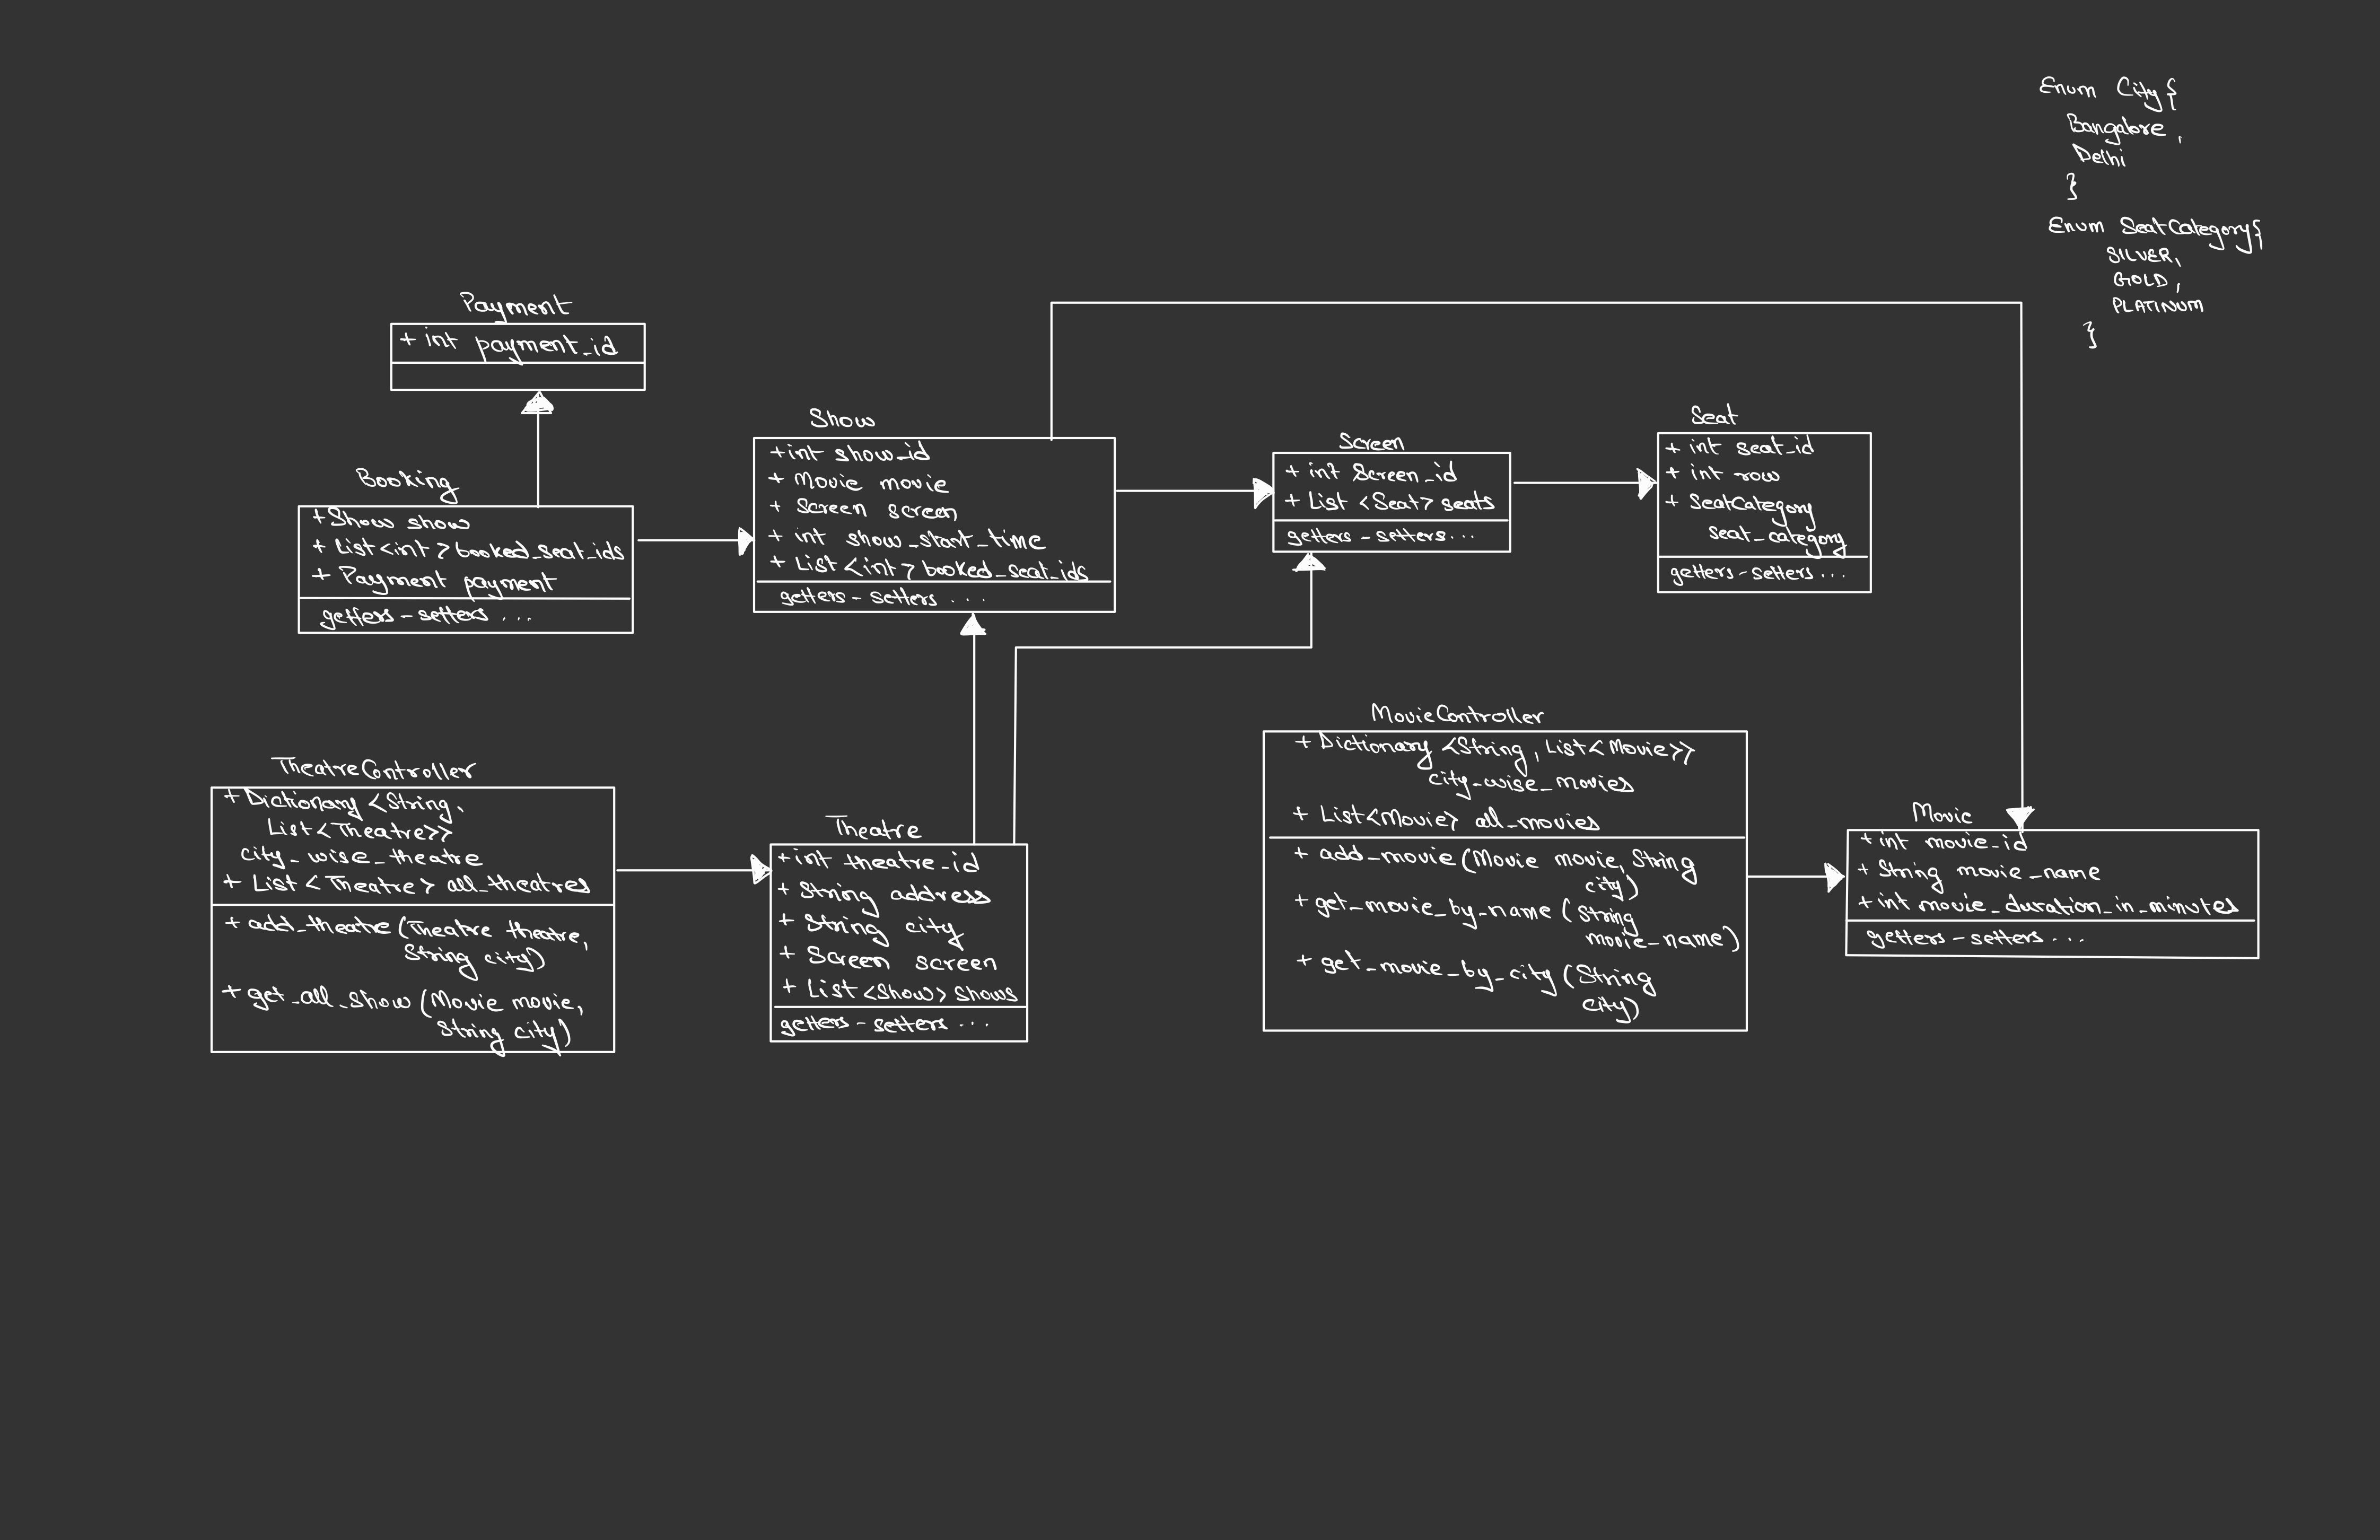 Enum City{
Bangalore,
Delhi
}
Enum SeatCategory{
SILVER,
GOLD,
PLATINUM
}
Payment
+ int payment_id
Booking
+ Show show
+ List<int> booked_seat_ids
+ Payment payment
getters - setters ...
Show
+ int show_id
+ Movie movie
+ Screen screen
+ int show_start_time
+ List<int> booked_seat_ids
getters - setters ....
Screen
+ int Screen_id
+ List <Seat> seats
getters - setters ...
Seat
+ int seat_id
+ int row
+ SeatCategory
seat_category
getters - setters ...
TheatreController
+ Dictionary <String,
List<Theatre>>
city_wise_theatre
+ List <Theatre> all_theatres
+ add_theatre (Theatre theatre,
String city)
+ get_all_show (Movie movie,
String city)
Theatre
+ int theatre_id
+ String address
+ String city
+ Screen screen
+ List <Show> shows
getters - setters ...
MovieController
+ Dictionary <String, List<Movie>>
city_wise_movies
+ List<Movie> all_movies
+ add_movie (Movie movie, String
city)
+ get_movie_by_name (String
movie_name)
+ get_movie_by_city (String
city)
Movie
+ int movie_id
+ String movie_name
+ int movie_duration_in_minutes
getters - setters ...